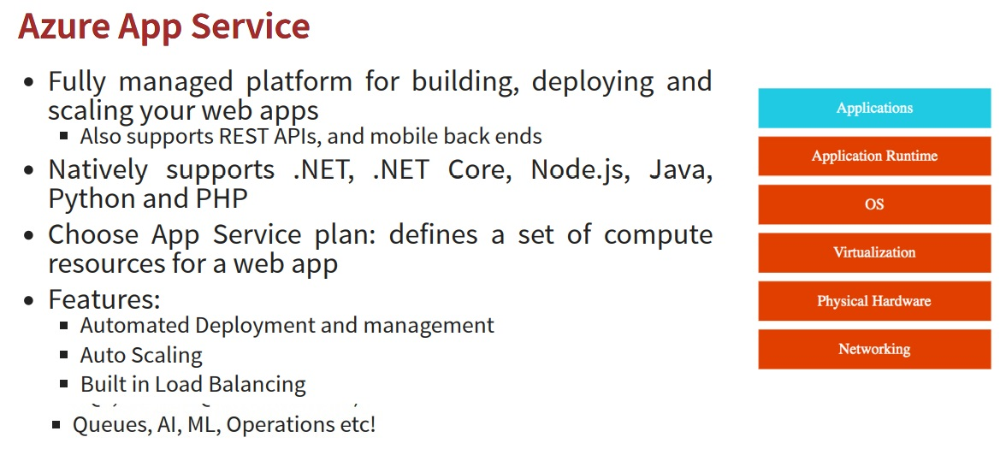 Azure App Service
• Fully managed platform for building, deploying and
scaling your web apps
▪ Also supports REST APIs, and mobile back ends
• Natively supports .NET, .NET Core, Node.js, Java,
Python and PHP
• Choose App Service plan: defines a set of compute
resources for a web app
• Features:
▪ Automated Deployment and management
▪ Auto Scaling
▪ Built in Load Balancing
▪ Queues, AI, ML, Operations etc!
Applications
Application Runtime
OS
Virtualization
Physical Hardware
Networking